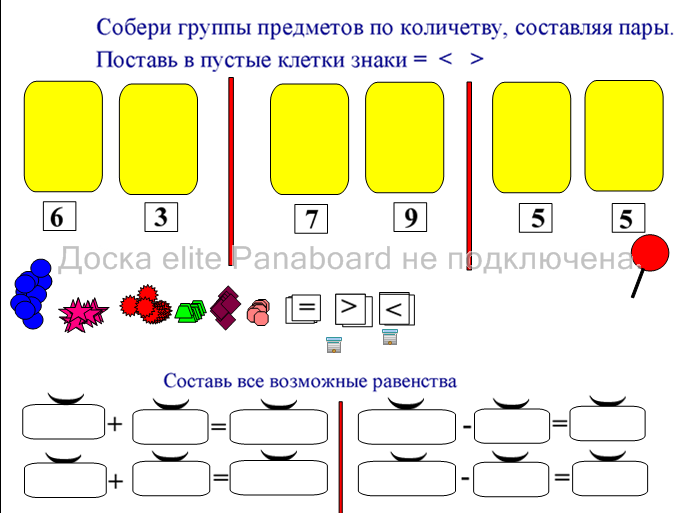 Собери группы предметов по количетву, составляя пары.
Поставь в пустые клетки знаки = < >
6 3 7 9 5 5
Доска elite Panaboard не подключена.
= > <
Составь все возможные равенства
+ = - =
+ = - =